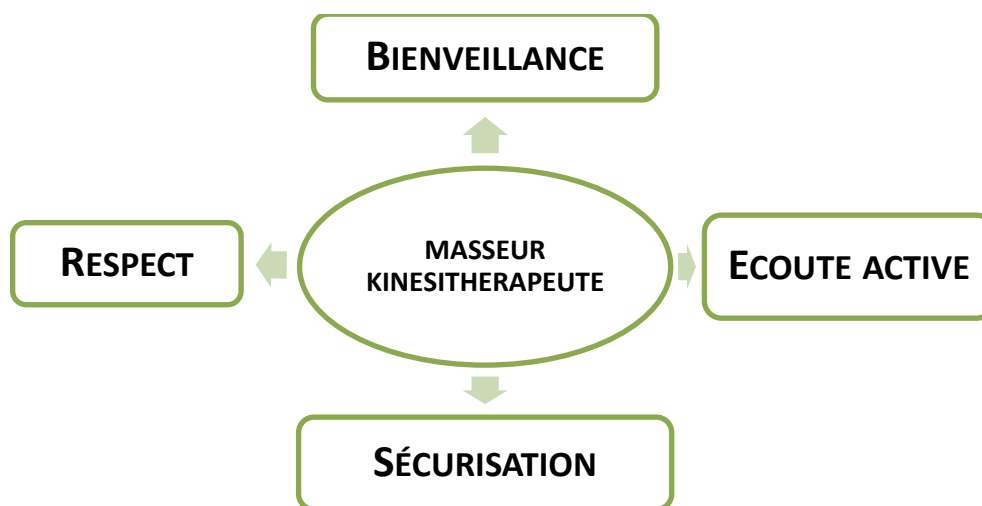 BIENVEILLANCE
RESPECT
MASSEUR
KINESITHERAPEUTE
ECOUTE ACTIVE
SÉCURISATION